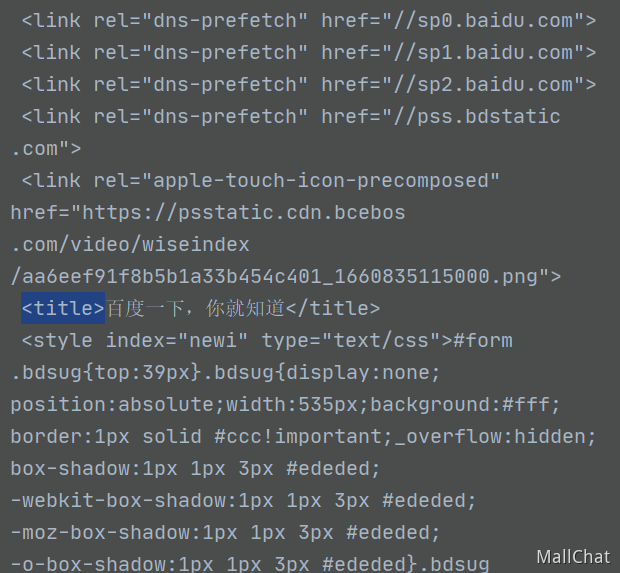 <link rel="dns-prefetch" href="//sp0.baidu.com">
<link rel="dns-prefetch" href="//sp1.baidu.com">
<link rel="dns-prefetch" href="//sp2.baidu.com">
<link rel="dns-prefetch" href="//pss.bdstatic
.com">
<link rel="apple-touch-icon-precomposed"
href="https://psstatic.cdn.bcebos
.com/video/wiseindex
/aa6eef91f8b5b1a33b454c401_1660835115000.png">
<title>百度一下，你就知道</title>
<style index="newi" type="text/css">#form
.bdsug{top:39px}.bdsug{display:none;
position:absolute;width:535px;background:#fff;
border:1px solid #ccc!important;_overflow:hidden;
box-shadow:1px 1px 3px #ededed;
-webkit-box-shadow:1px 1px 3px #ededed;
-moz-box-shadow:1px 1px 3px #ededed;
-o-box-shadow:1px 1px 3px #ededed}.bdsug
MallChat